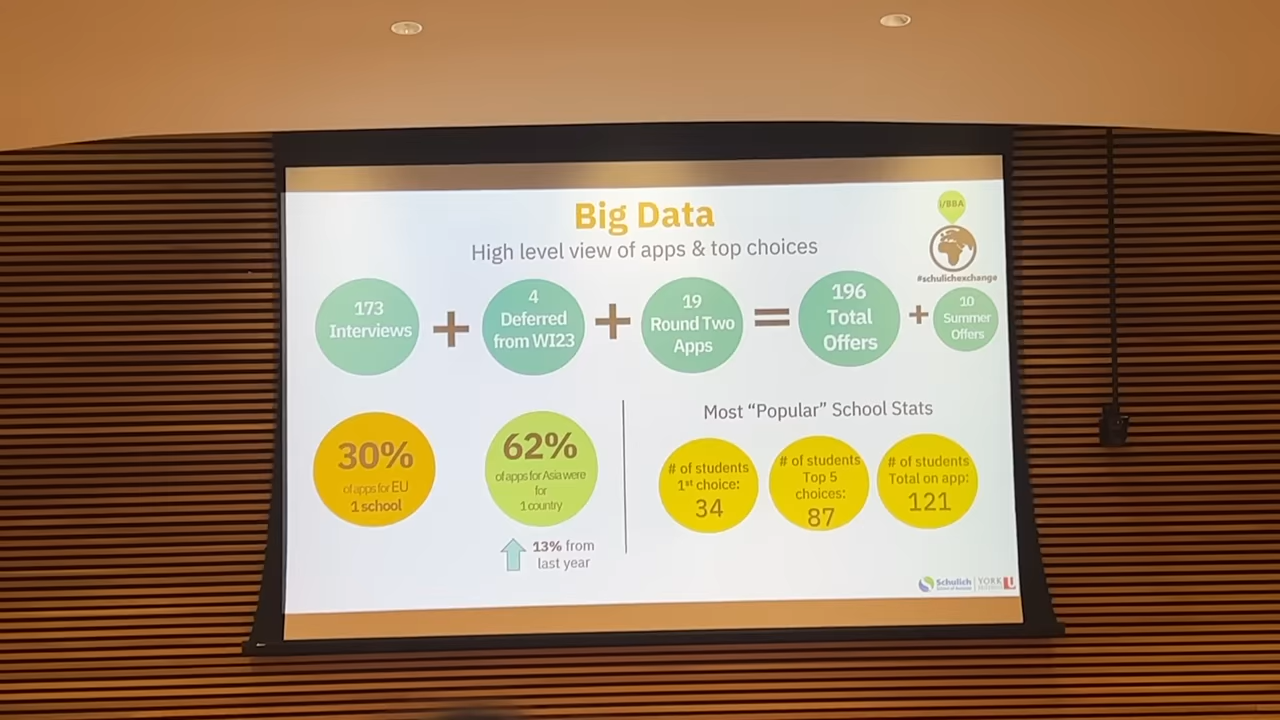 Big Data
High level view of apps & top choices
I/BBA
#schulichexchange
173
Interviews
+
4
Deferred
from WI23
+
19
Round Two
Apps
=
196
Total
Offers
+
10
Summer
Offers
30%
of apps for EU
1 school
62%
of apps for Asia were
for
1 country
13% from
last year
Most “Popular” School Stats
# of students
1st choice:
34
# of students
Top 5
choices:
87
# of students
Total on app:
121
Schulich
School of Business
YORK
U